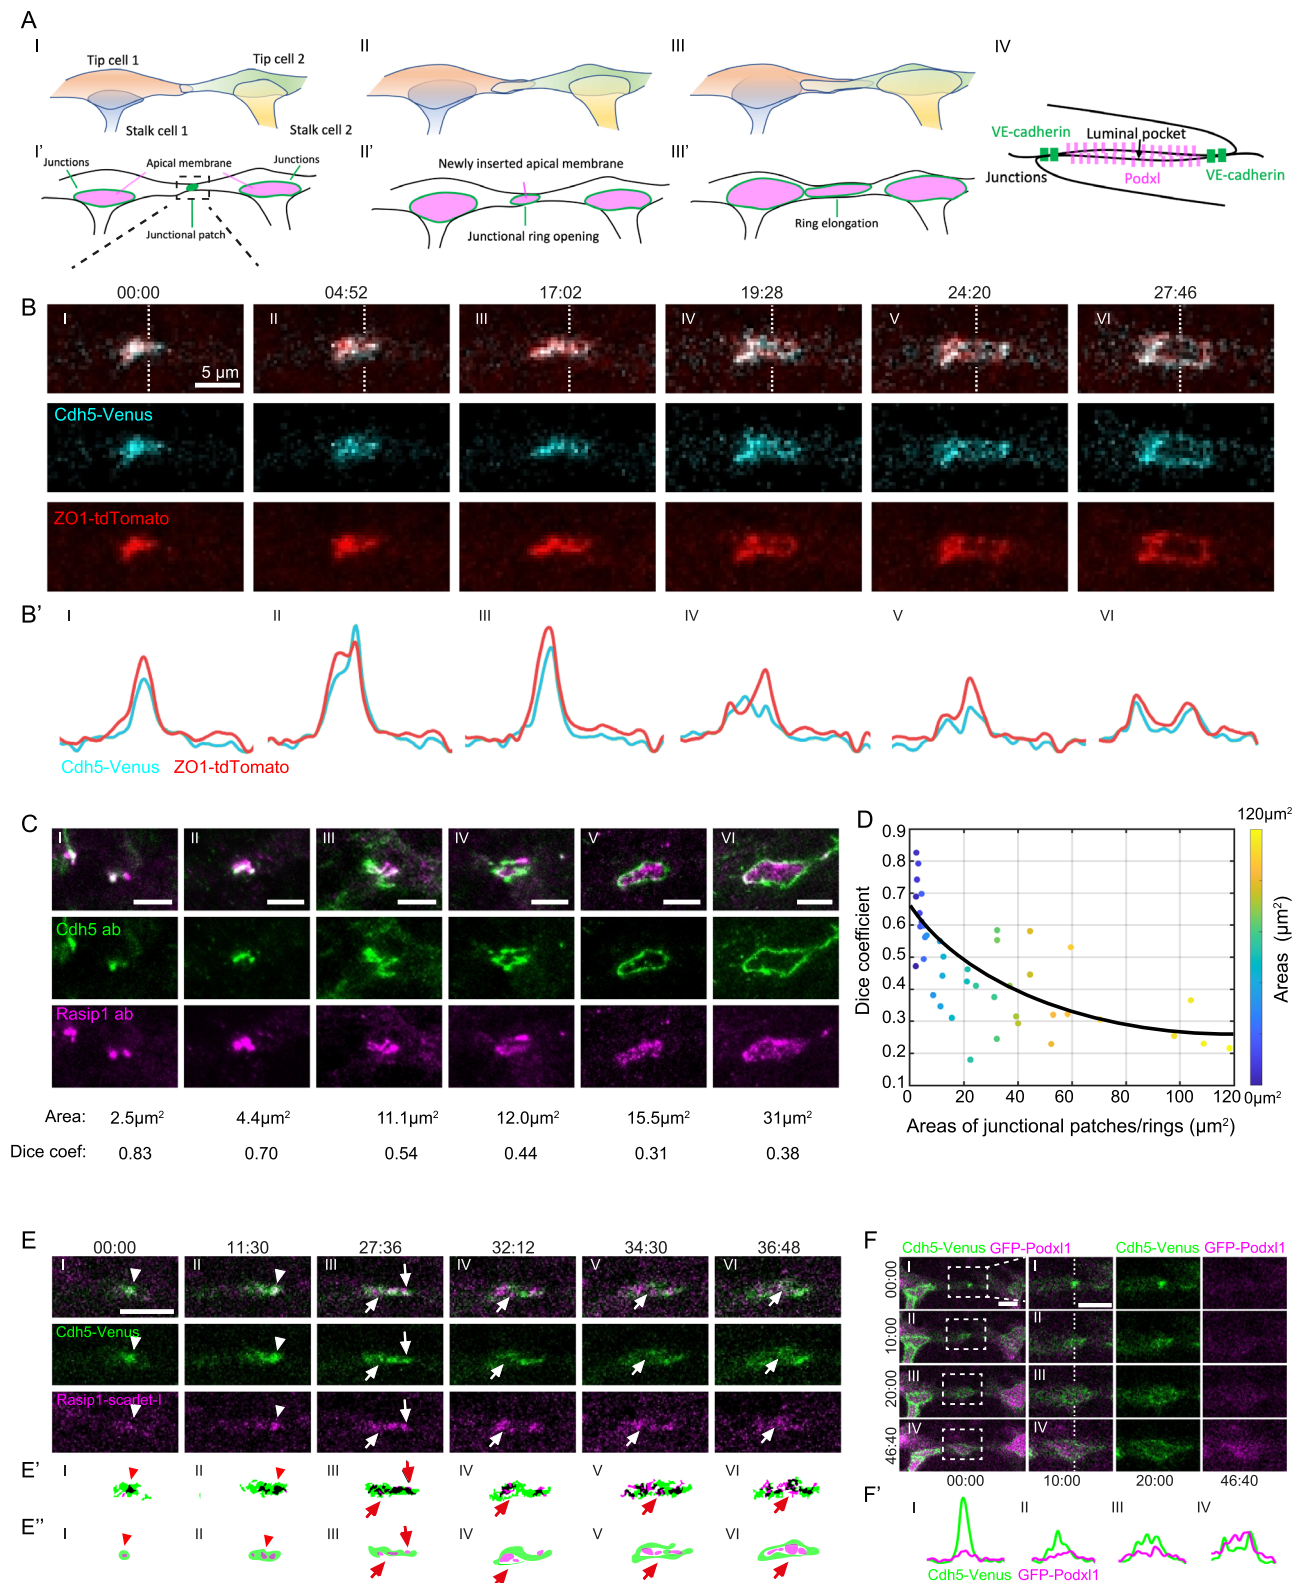 A
I
II
III
IV
Tip cell 1
Tip cell 2
Stalk cell 1
Stalk cell 2
VE-cadherin
Luminal pocket
Junctions
Podxl
VE-cadherin
I'
II'
III'
Junctions
Apical membrane
Junctions
Junctional patch
Newly inserted apical membrane
Junctional ring opening
Ring elongation
B
00:00
04:52
17:02
19:28
24:20
27:46
I
II
III
IV
V
VI
5 µm
Cdh5-Venus
ZO1-tdTomato
B'
I
II
III
IV
V
VI
Cdh5-Venus
ZO1-tdTomato
C
I
II
III
IV
V
VI
Cdh5 ab
Rasip1 ab
Area: 2.5µm² 4.4µm² 11.1µm² 12.0µm² 15.5µm² 31µm²
Dice coef: 0.83 0.70 0.54 0.44 0.31 0.38
D
0.9
0.8
0.7
0.6
0.5
0.4
0.3
0.2
0.1
Dice coefficient
0 20 40 60 80 100 120
Areas of junctional patches/rings (µm²)
120µm²
Areas (µm²)
0µm²
E
00:00
11:30
27:36
32:12
34:30
36:48
I
II
III
IV
V
VI
Cdh5-Venus
Rasip1-scarlet-I
E'
I
II
III
IV
V
VI
E''
I
II
III
IV
V
VI
F
Cdh5-Venus GFP-Podxl1
Cdh5-Venus
GFP-Podxl1
00:00
I
I
10:00
II
II
20:00
III
III
46:40
IV
IV
00:00
10:00
20:00
46:40
F'
I
II
III
IV
Cdh5-Venus
GFP-Podxl1